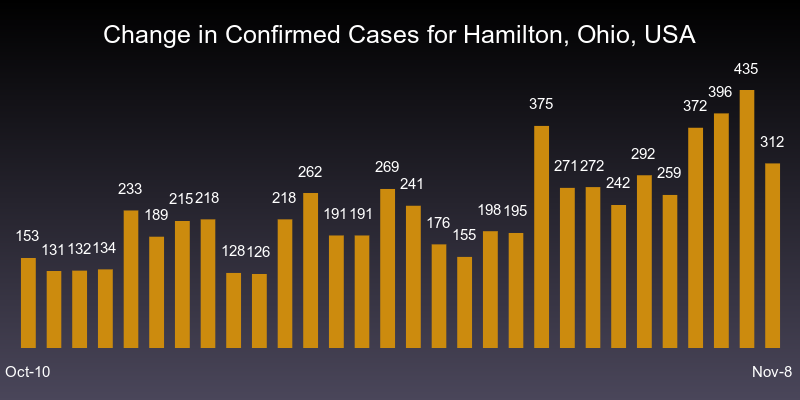 Change in Confirmed Cases for Hamilton, Ohio, USA
153 131 132 134 233 189 215 218 128 126 218 262 191 191 269 241 176 155 198 195 375 271 272 242 292 259 372 396 435 312
Oct-10 Nov-8